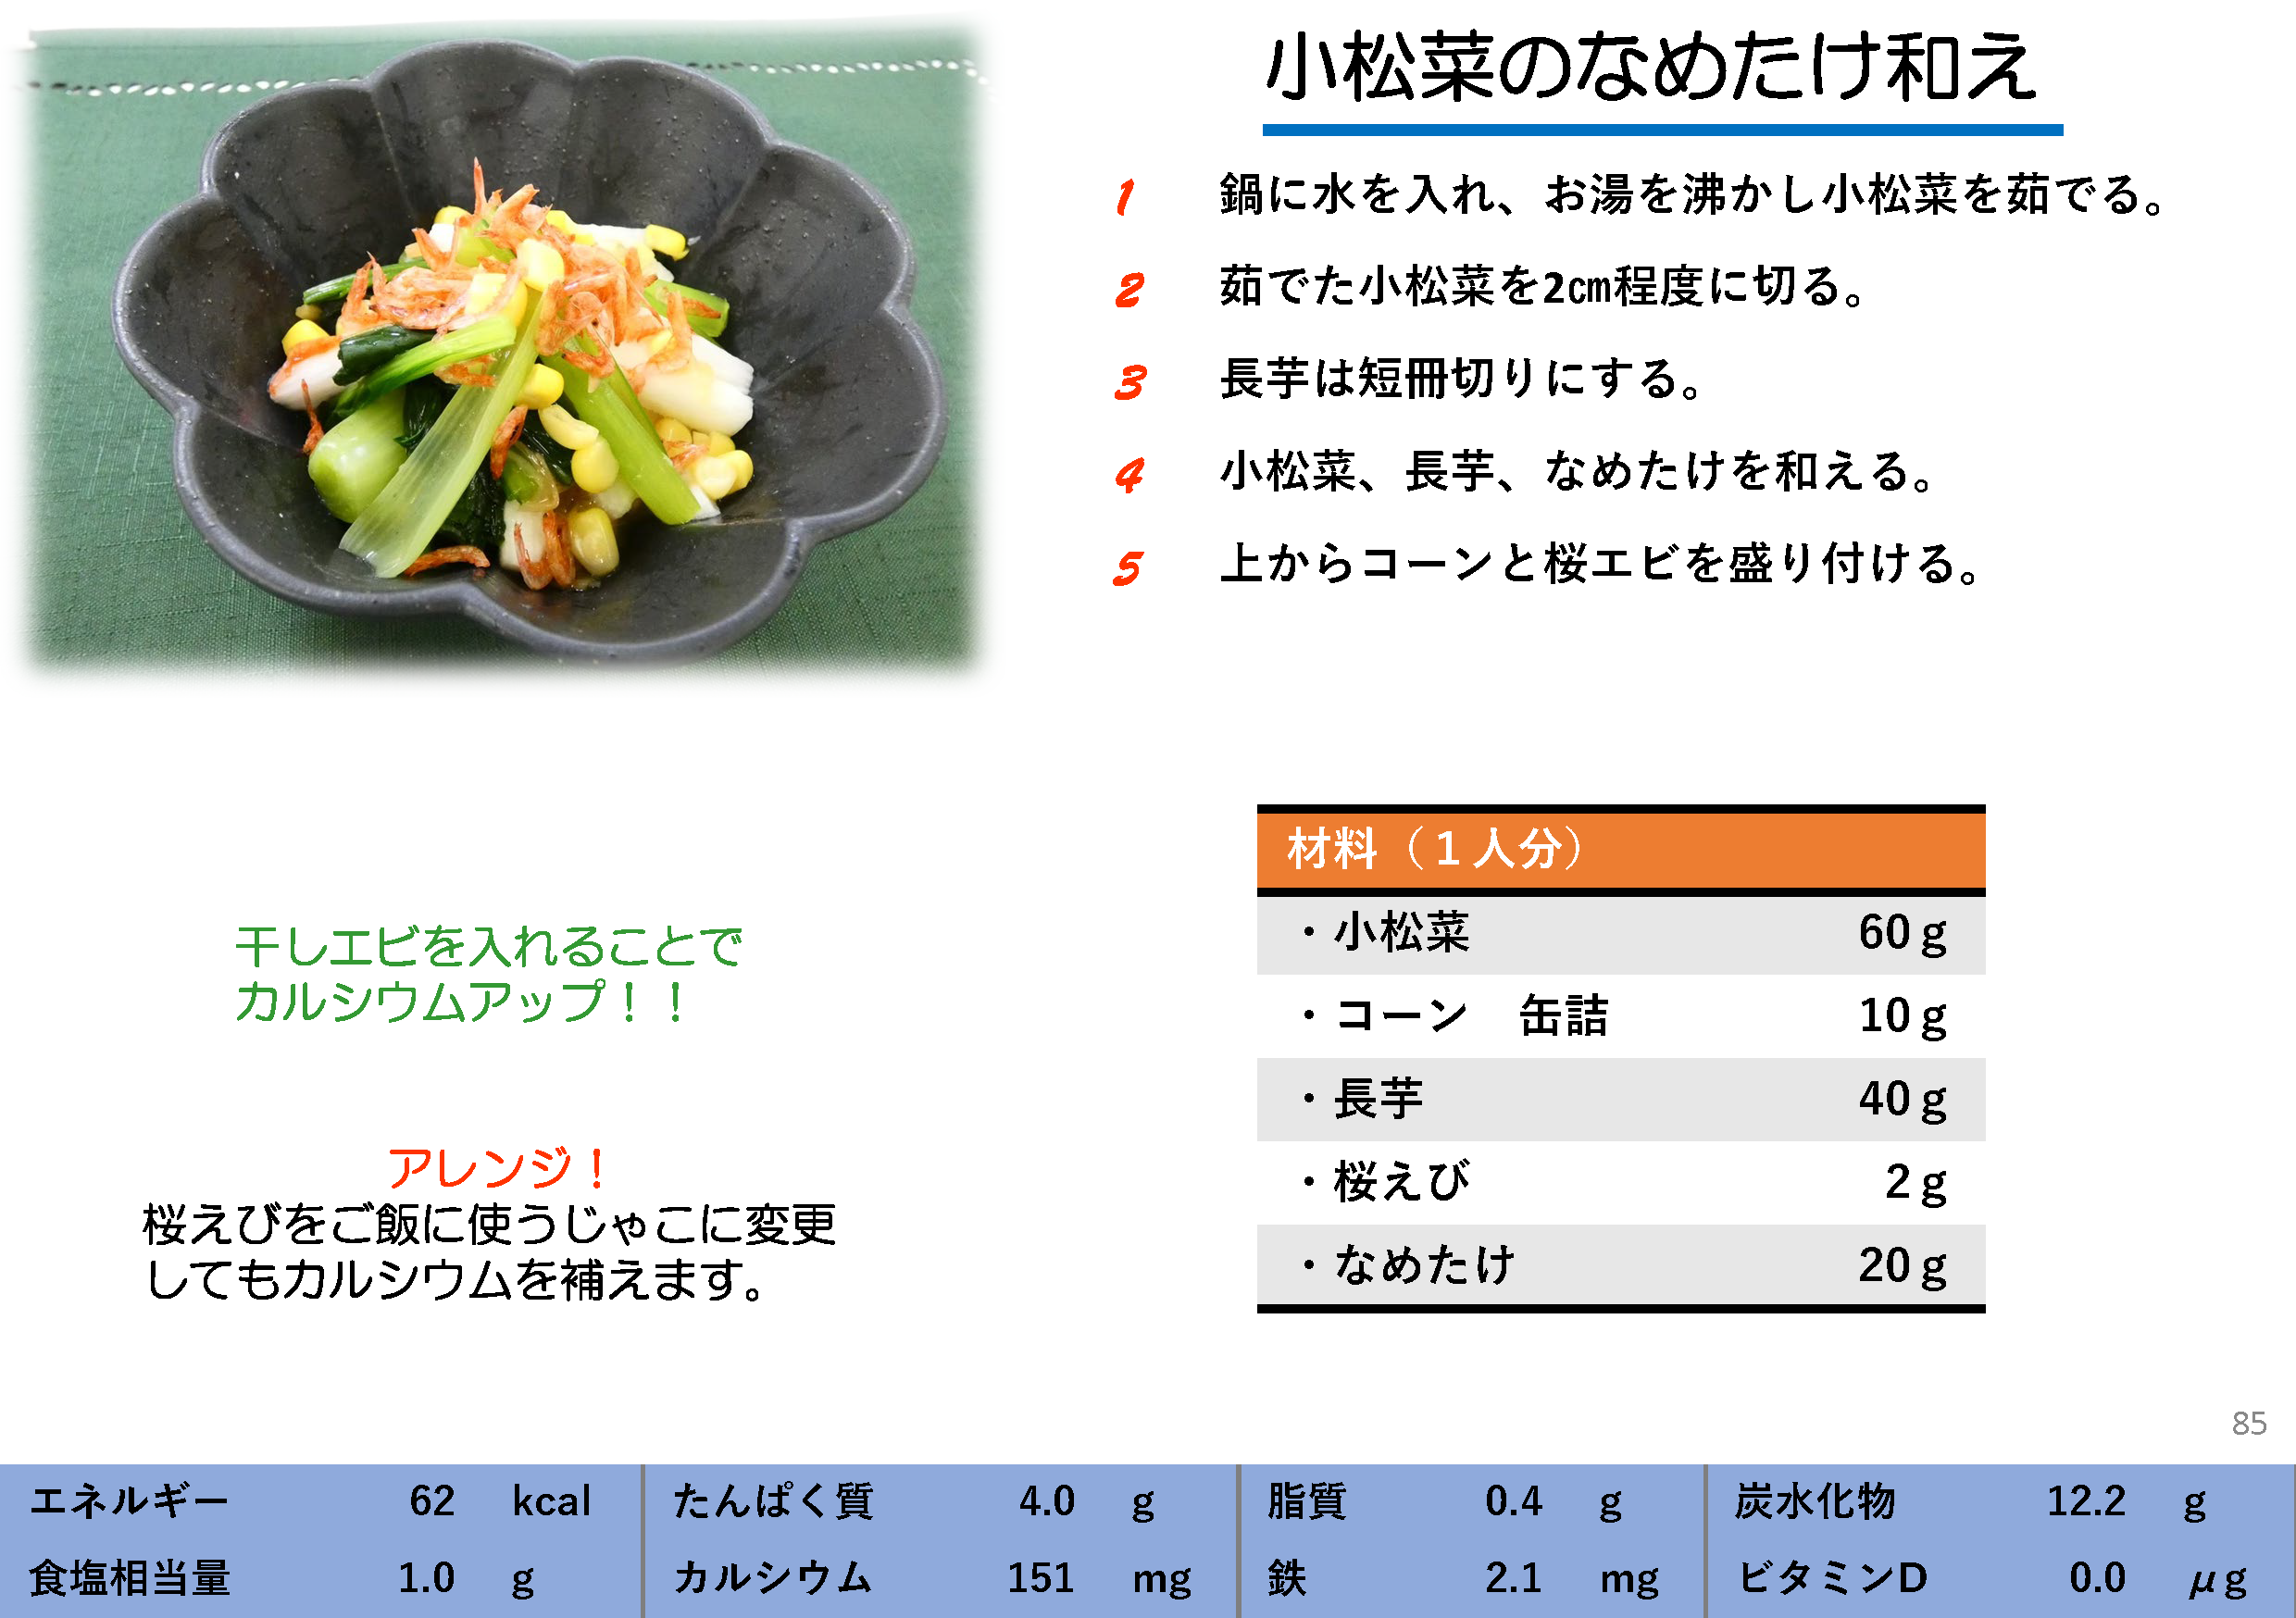 小松菜のなめたけ和え
1 鍋に水を入れ、お湯を沸かし小松菜を茹でる。
2 茹でた小松菜を2㎝程度に切る。
3 長芋は短冊切りにする。
4 小松菜、長芋、なめたけを和える。
5 上からコーンと桜エビを盛り付ける。
干しエビを入れることで
カルシウムアップ！！
アレンジ！
桜えびをご飯に使うじゃこに変更
してもカルシウムを補えます。
材料（１人分）
・小松菜 60ｇ
・コーン　缶詰 10ｇ
・長芋 40ｇ
・桜えび 2ｇ
・なめたけ 20ｇ
85
エネルギー 62 kcal たんぱく質 4.0 g 脂質 0.4 g 炭水化物 12.2 g
食塩相当量 1.0 g カルシウム 151 mg 鉄 2.1 mg ビタミンD 0.0 μg